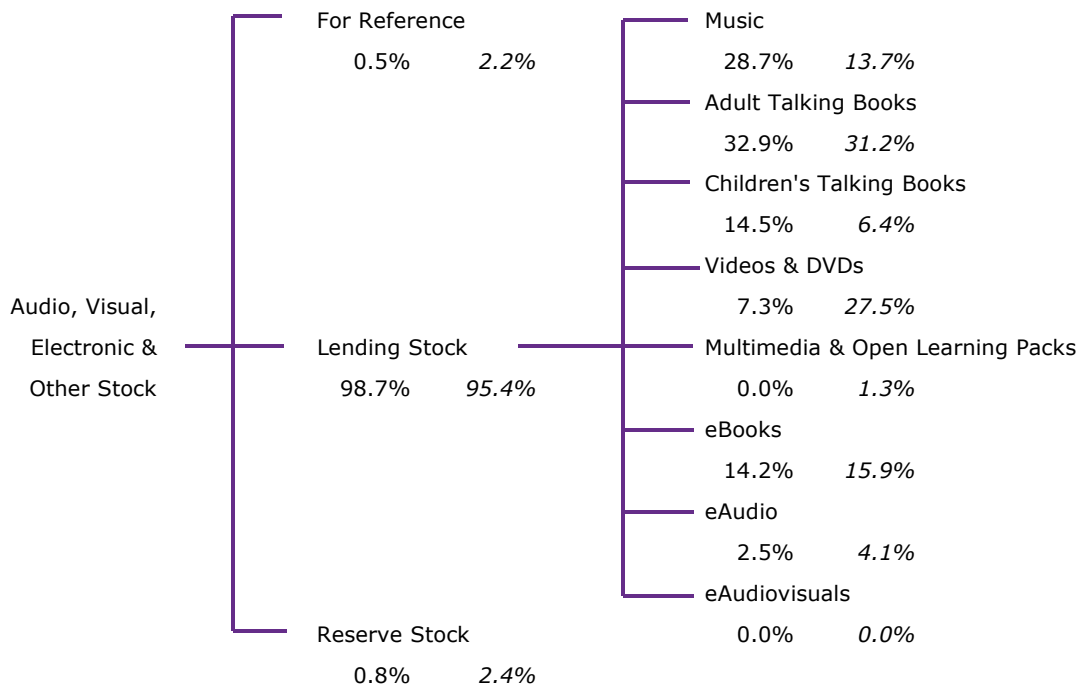 Audio, Visual,
Electronic &
Other Stock
For Reference
0.5% 2.2%
Lending Stock
98.7% 95.4%
Reserve Stock
0.8% 2.4%
Music
28.7% 13.7%
Adult Talking Books
32.9% 31.2%
Children's Talking Books
14.5% 6.4%
Videos & DVDs
7.3% 27.5%
Multimedia & Open Learning Packs
0.0% 1.3%
eBooks
14.2% 15.9%
eAudio
2.5% 4.1%
eAudiovisuals
0.0% 0.0%